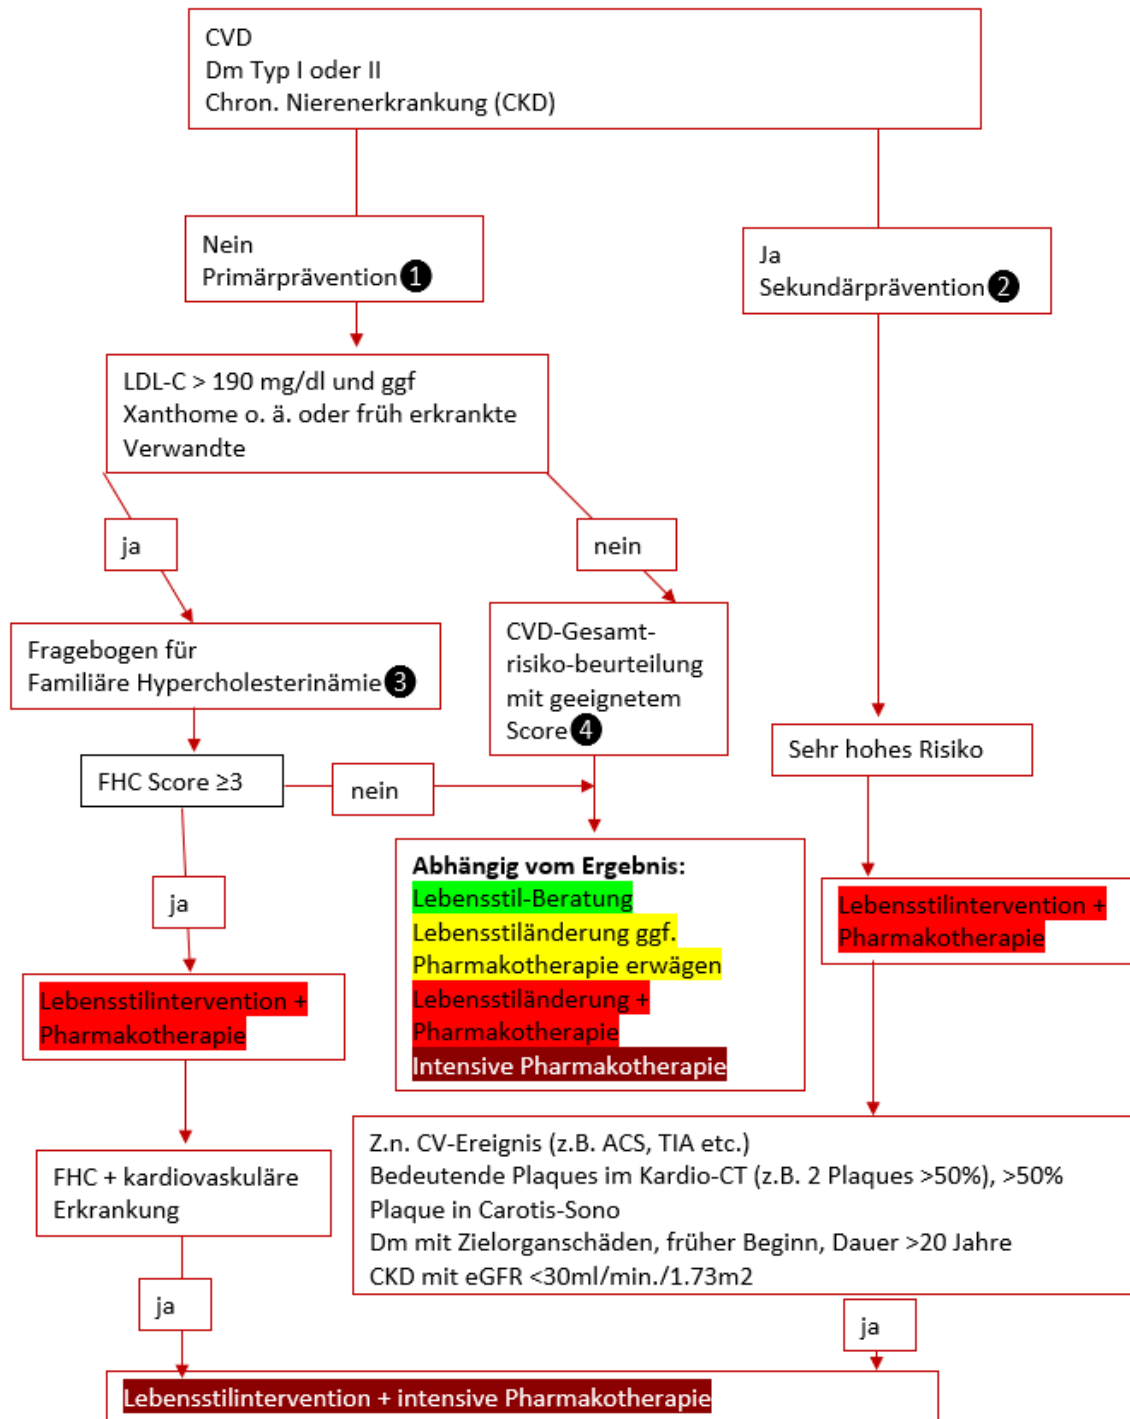 CVD
Dm Typ I oder II
Chron. Nierenerkrankung (CKD)
Nein
Primärprävention ❶
Ja
Sekundärprävention ❷
LDL-C > 190 mg/dl und ggf
Xanthome o. ä. oder früh erkrankte
Verwandte
ja
nein
Fragebogen für
Familiäre Hypercholesterinämie ❸
CVD-Gesamt-
risiko-beurteilung
mit geeignetem
Score ❹
Sehr hohes Risiko
FHC Score ≥3
nein
ja
Abhängig vom Ergebnis:
Lebensstil-Beratung
Lebensstiländerung ggf.
Pharmakotherapie erwägen
Lebensstiländerung +
Pharmakotherapie
Intensive Pharmakotherapie
Lebensstilintervention +
Pharmakotherapie
Lebensstilintervention +
Pharmakotherapie
FHC + kardiovaskuläre
Erkrankung
Z.n. CV-Ereignis (z.B. ACS, TIA etc.)
Bedeutende Plaques im Kardio-CT (z.B. 2 Plaques >50%), >50%
Plaque in Carotis-Sono
Dm mit Zielorganschäden, früher Beginn, Dauer >20 Jahre
CKD mit eGFR <30ml/min./1.73m2
ja
ja
Lebensstilintervention + intensive Pharmakotherapie